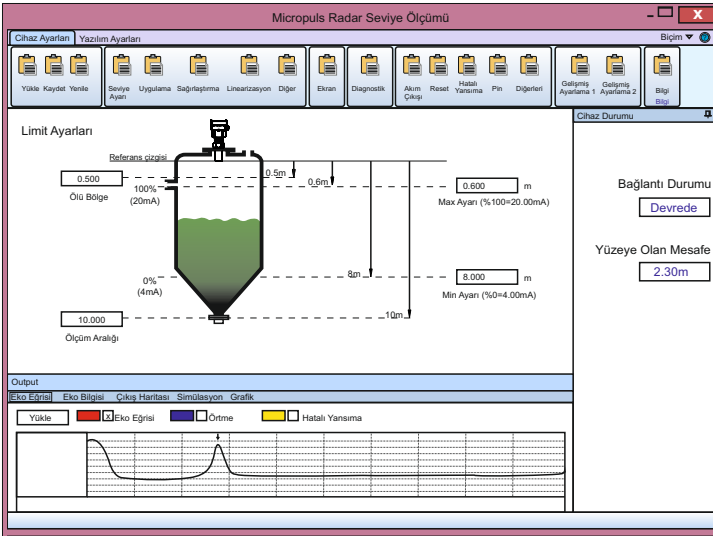 Micropuls Radar Seviye Ölçümü
X
Cihaz Ayarları Yazılım Ayarları Biçim
Yükle Kaydet Yenile Seviye Ayarı Uygulama Sağırlaştırma Linearizasyon Diğer Ekran Diagnostik Akım Çıkışı Reset Hatalı Yansıma Pin Diğerleri Gelişmiş Ayarlama 1 Gelişmiş Ayarlama 2 Bilgi
Bilgi
Cihaz Durumu
Limit Ayarları
Referans çizgisi
0.500
Ölü Bölge
100%
(20mA)
0.5m
0.6m
0.600 m
Max Ayarı (%100=20.00mA)
Bağlantı Durumu
Devrede
Yüzeye Olan Mesafe
2.30m
0%
(4mA)
8m
8.000 m
Min Ayarı (%0=4.00mA)
10.000
Ölçüm Aralığı
10m
Output
Eko Eğrisi Eko Bilgisi Çıkış Haritası Simülasyon Grafik
Yükle X Eko Eğrisi Örtme Hatalı Yansıma